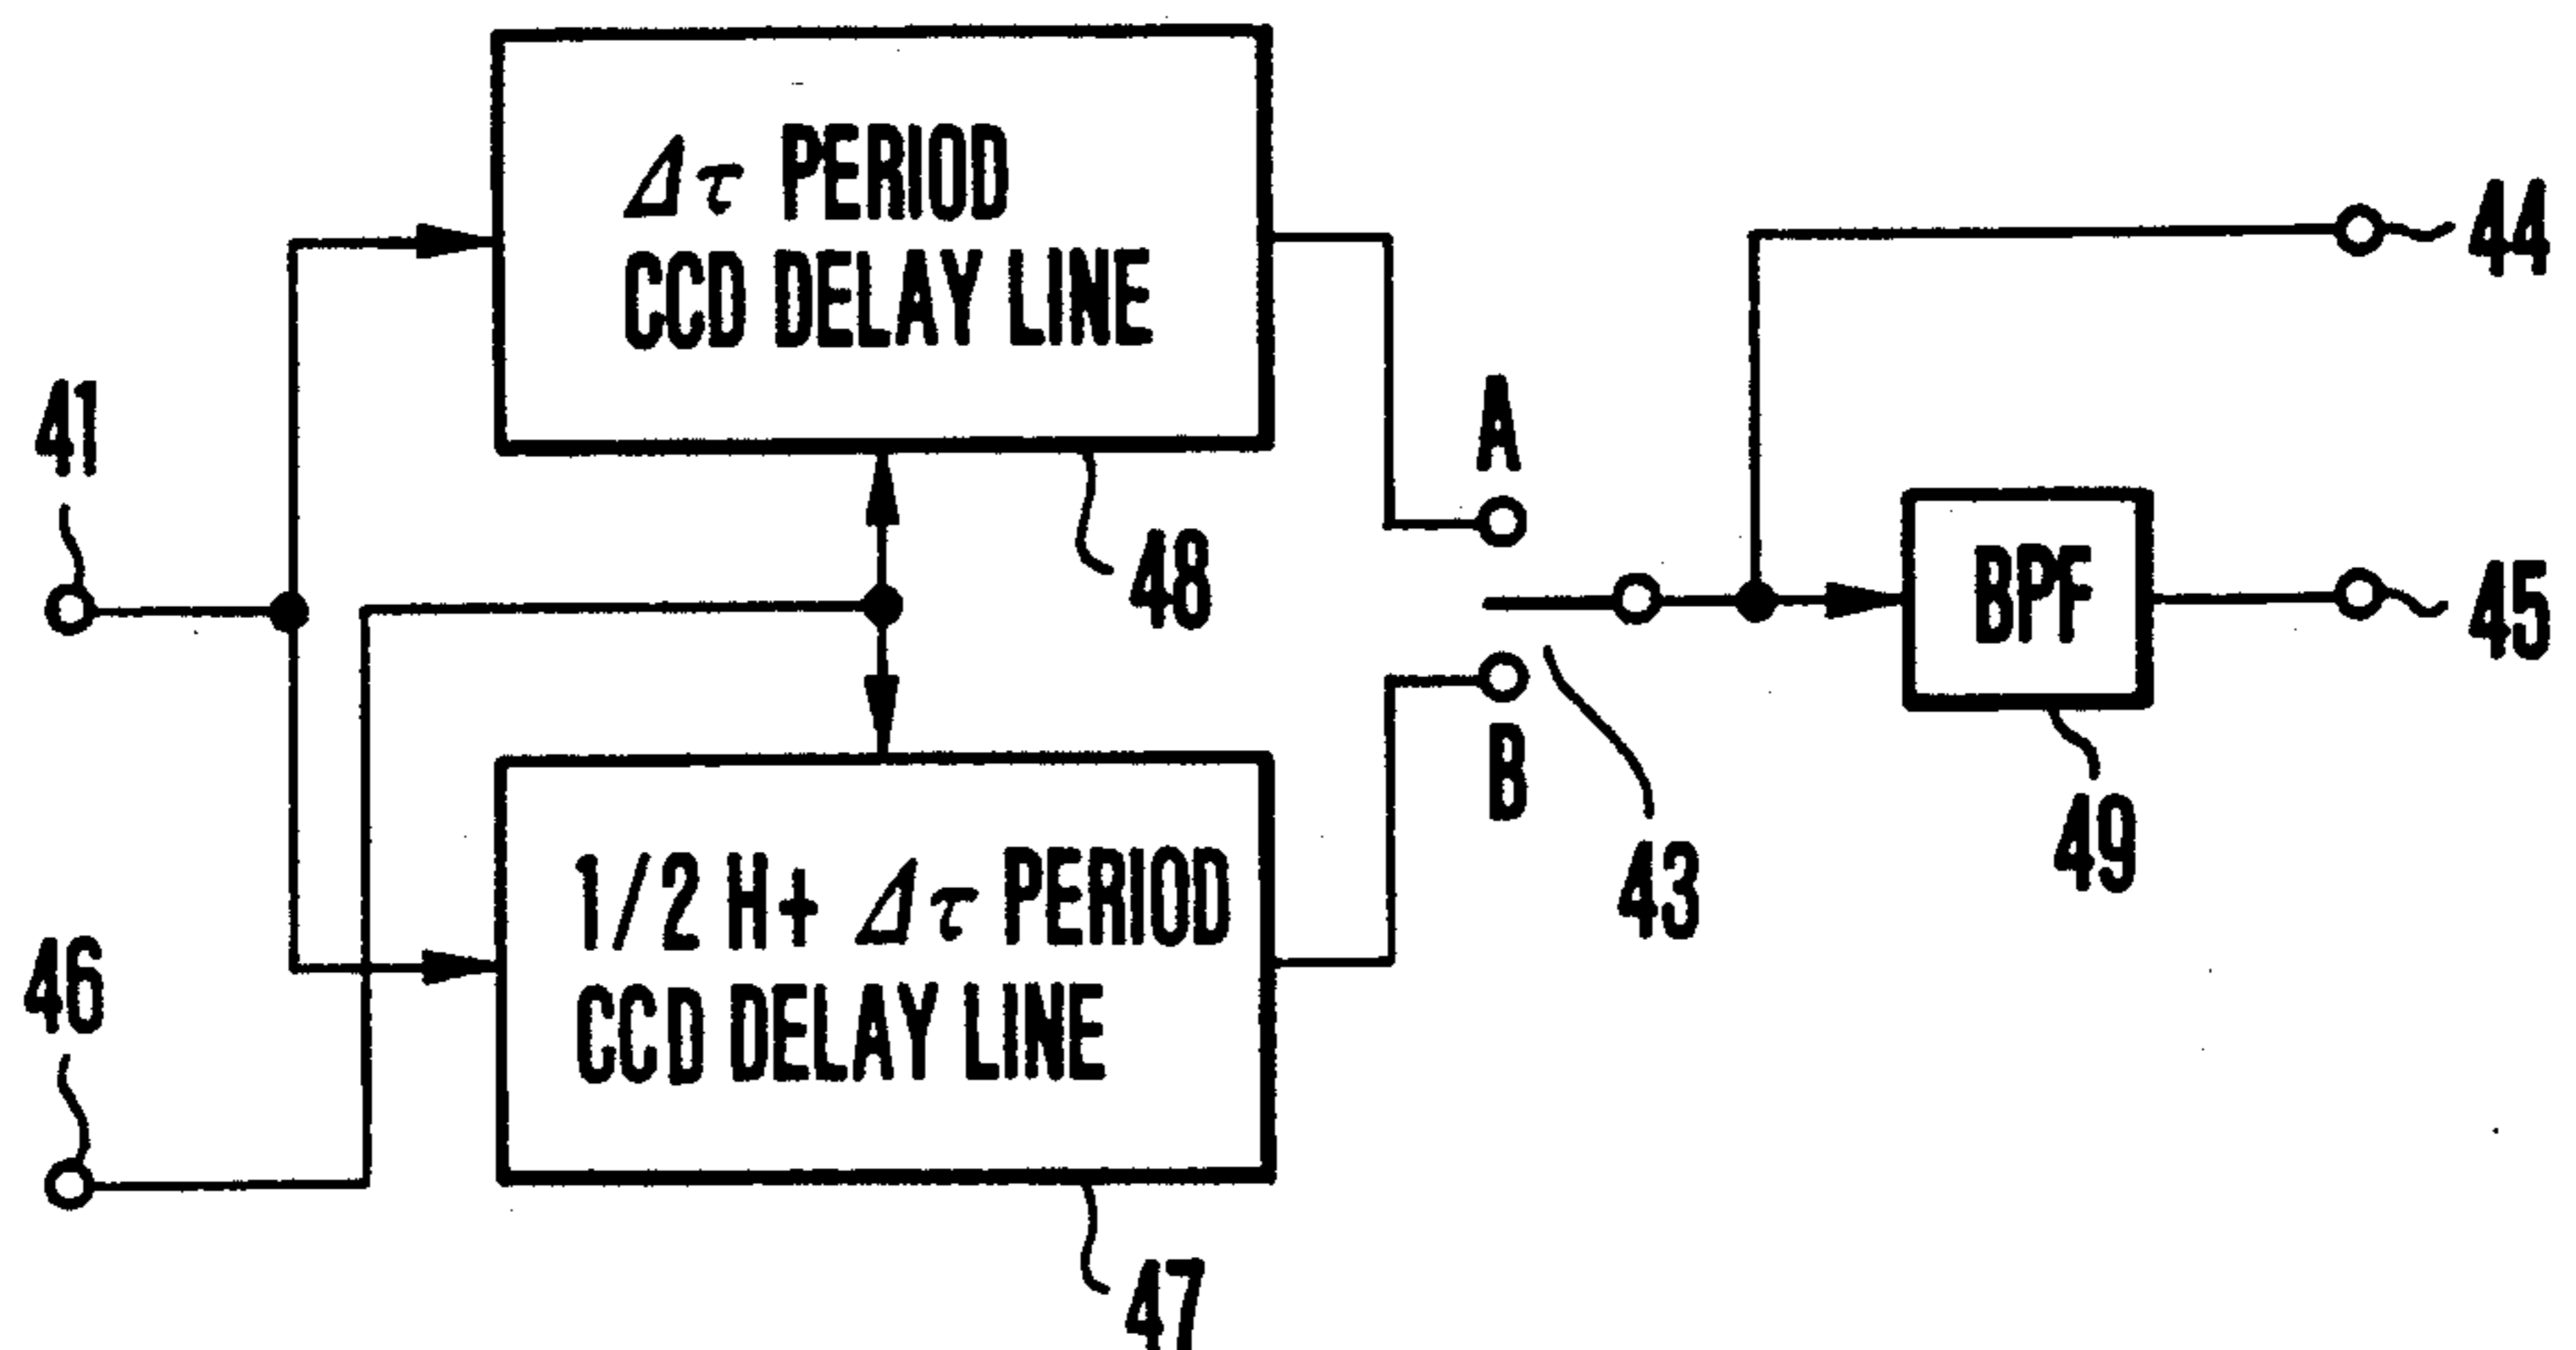 Δτ PERIOD
CCD DELAY LINE
44
41
A
48
BPF
45
B
49
43
1/2 H+ Δτ PERIOD
CCD DELAY LINE
46
47